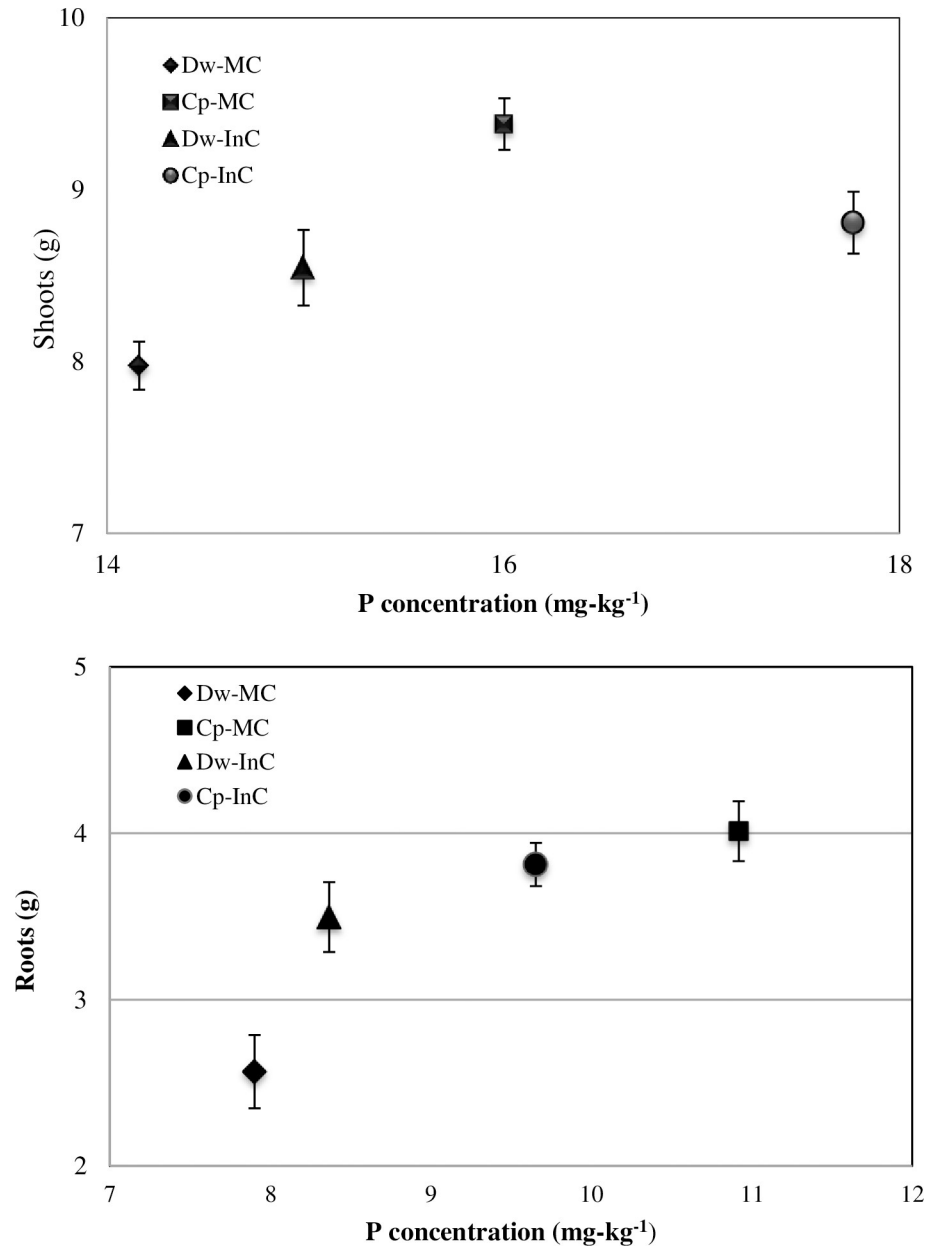 10
9
8
7
Shoots (g)
Dw-MC
Cp-MC
Dw-InC
Cp-InC
14 16 18
P concentration (mg-kg⁻¹)
5
4
3
2
Roots (g)
Dw-MC
Cp-MC
Dw-InC
Cp-InC
7 8 9 10 11 12
P concentration (mg-kg⁻¹)